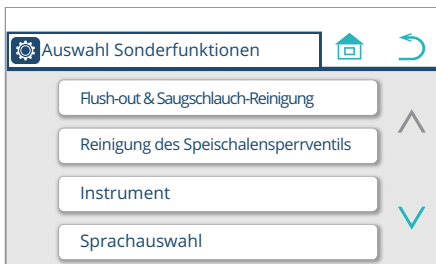 Auswahl Sonderfunktionen
Flush-out & Saugschlauch-Reinigung
Reinigung des Speischalensperrventils
Instrument
Sprachauswahl